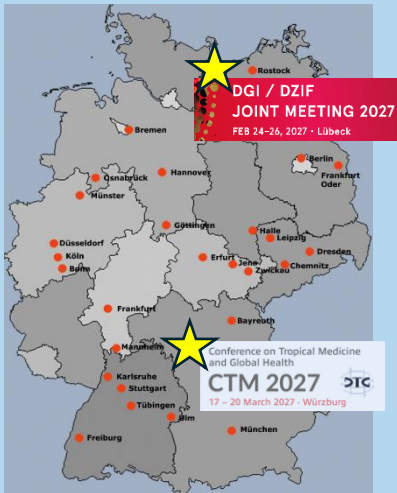 Rostock
DGI / DZIF
JOINT MEETING 2027
FEB 24-26, 2027 · Lübeck
Bremen
Berlin
Frankfurt
Oder
Hannover
Osnabrück
Münster
Göttingen
Halle
Leipzig
Düsseldorf
Köln
Bonn
Erfurt
Jena
Zwickau
Chemnitz
Dresden
Frankfurt
Bayreuth
Mannheim
Conference on Tropical Medicine
and Global Health
CTM 2027
DTG
17 – 20 March 2027 · Würzburg
Karlsruhe
Stuttgart
Tübingen
Ulm
Freiburg
München